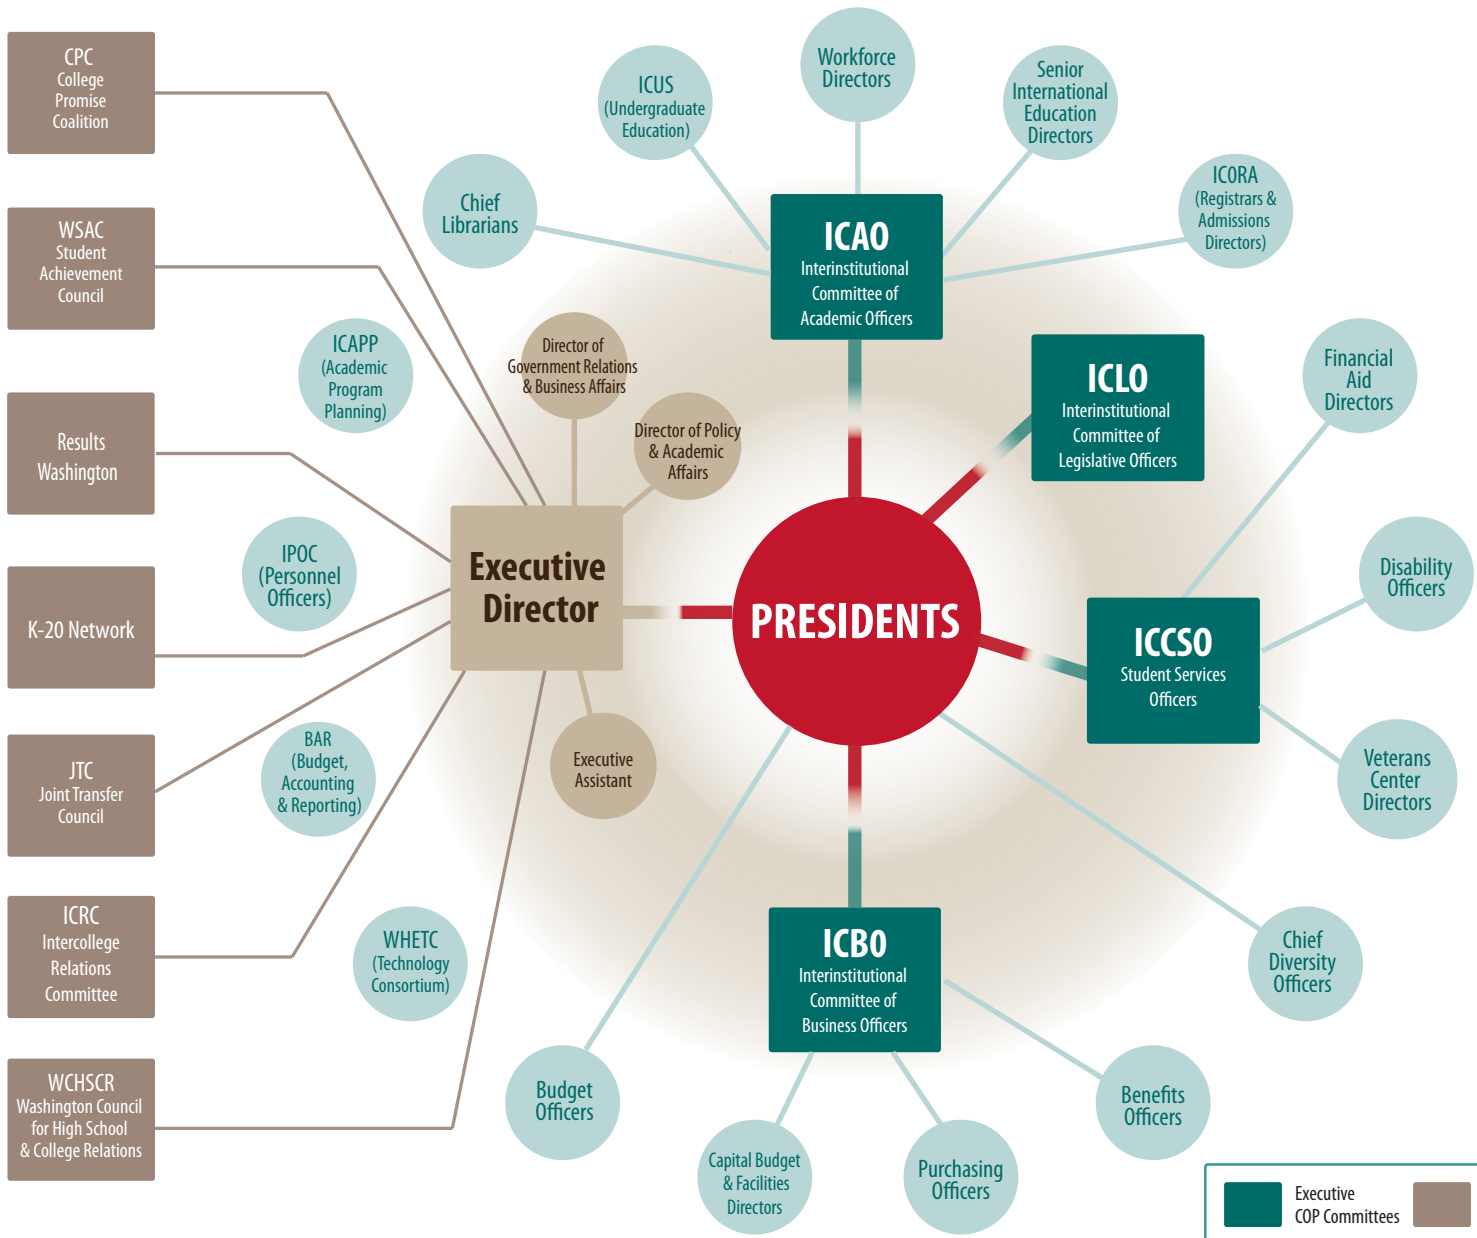 CPC
College
Promise
Coalition
WSAC
Student
Achievement
Council
Results
Washington
K-20 Network
JTC
Joint Transfer
Council
ICRC
Intercollege
Relations
Committee
WCHSCR
Washington Council
for High School
& College Relations
ICAPP
(Academic
Program
Planning)
IPOC
(Personnel
Officers)
BAR
(Budget,
Accounting
& Reporting)
WHETC
(Technology
Consortium)
Director of
Government Relations
& Business Affairs
Director of Policy
& Academic
Affairs
Executive
Director
Executive
Assistant
PRESIDENTS
Chief
Librarians
ICUS
(Undergraduate
Education)
Workforce
Directors
Senior
International
Education
Directors
ICORA
(Registrars &
Admissions
Directors)
ICAO
Interinstitutional
Committee of
Academic Officers
ICLO
Interinstitutional
Committee of
Legislative Officers
Financial
Aid
Directors
Disability
Officers
ICCSO
Student Services
Officers
Veterans
Center
Directors
Chief
Diversity
Officers
ICBO
Interinstitutional
Committee of
Business Officers
Budget
Officers
Capital Budget
& Facilities
Directors
Purchasing
Officers
Benefits
Officers
Executive
COP Committees